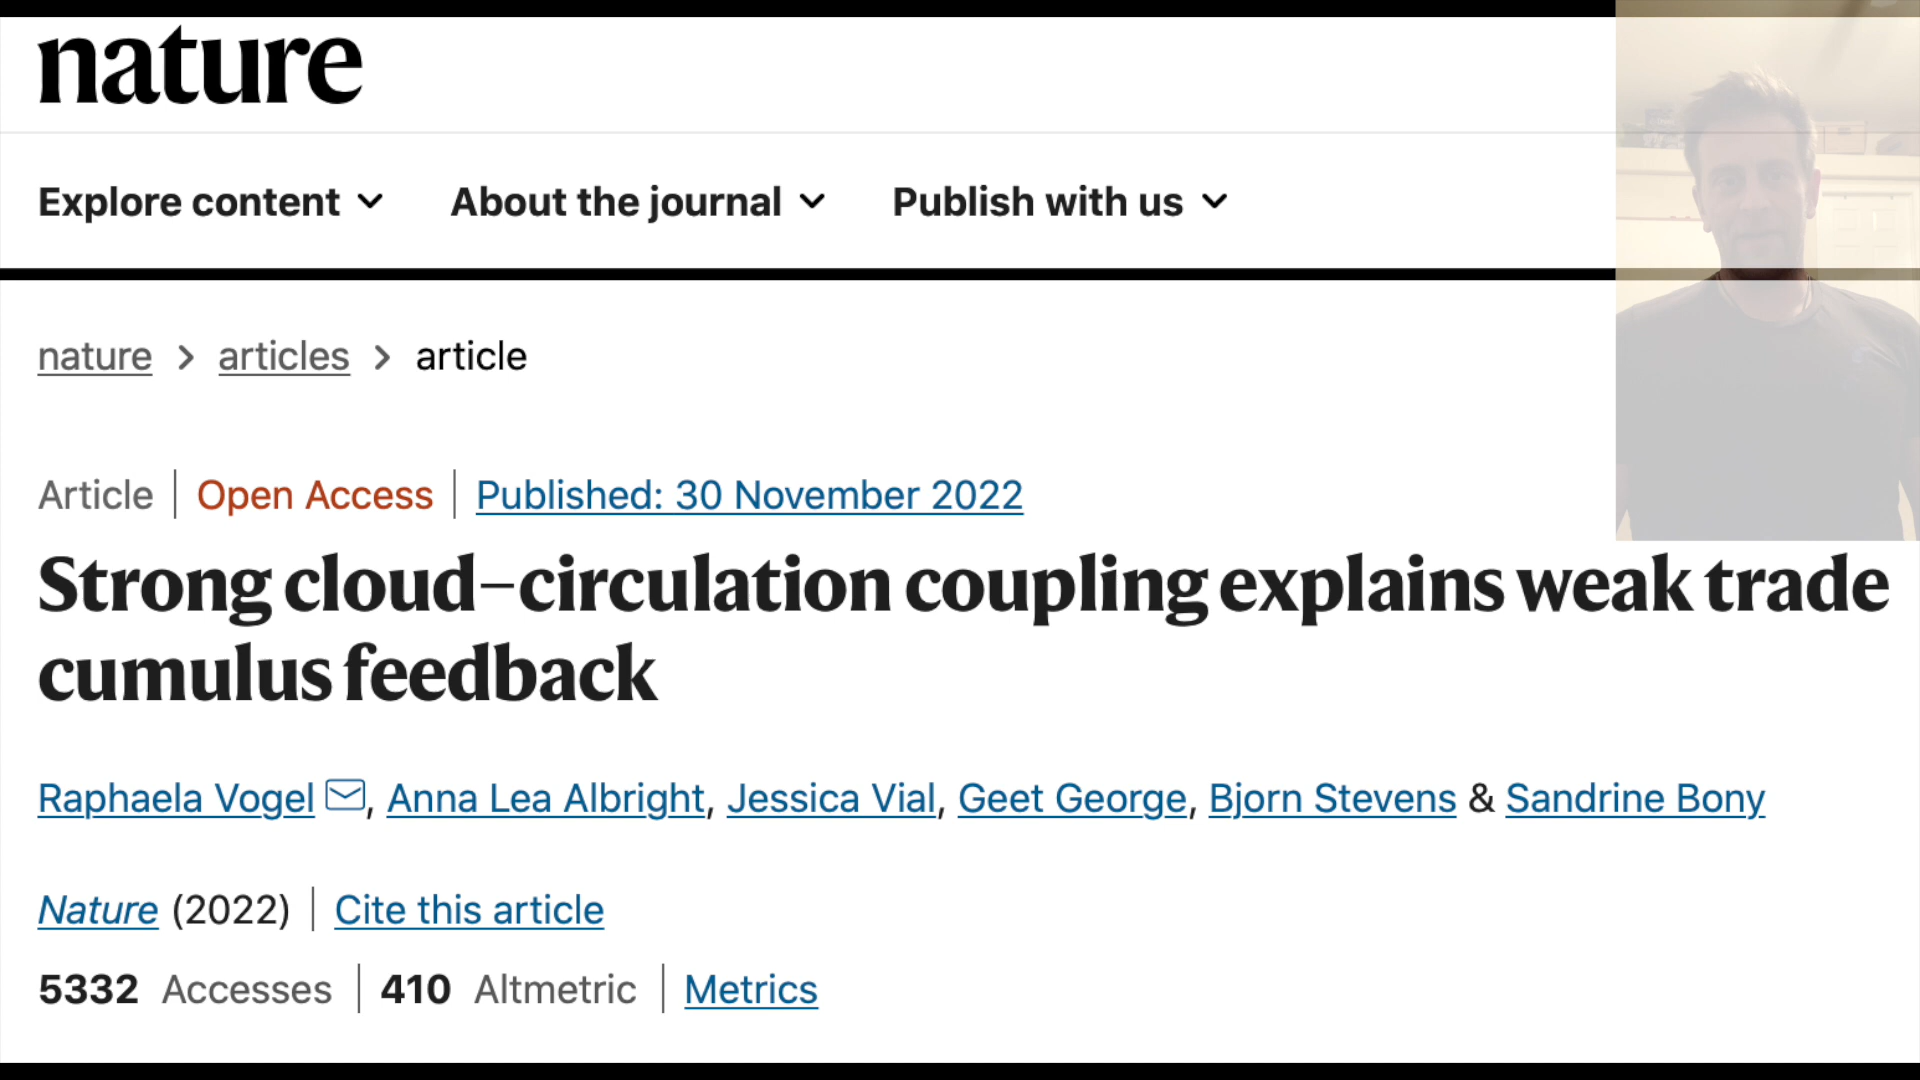 nature
Explore content About the journal Publish with us
nature > articles > article
Article | Open Access | Published: 30 November 2022
Strong cloud–circulation coupling explains weak trade
cumulus feedback
Raphaela Vogel, Anna Lea Albright, Jessica Vial, Geet George, Bjorn Stevens & Sandrine Bony
Nature (2022) | Cite this article
5332 Accesses | 410 Altmetric | Metrics